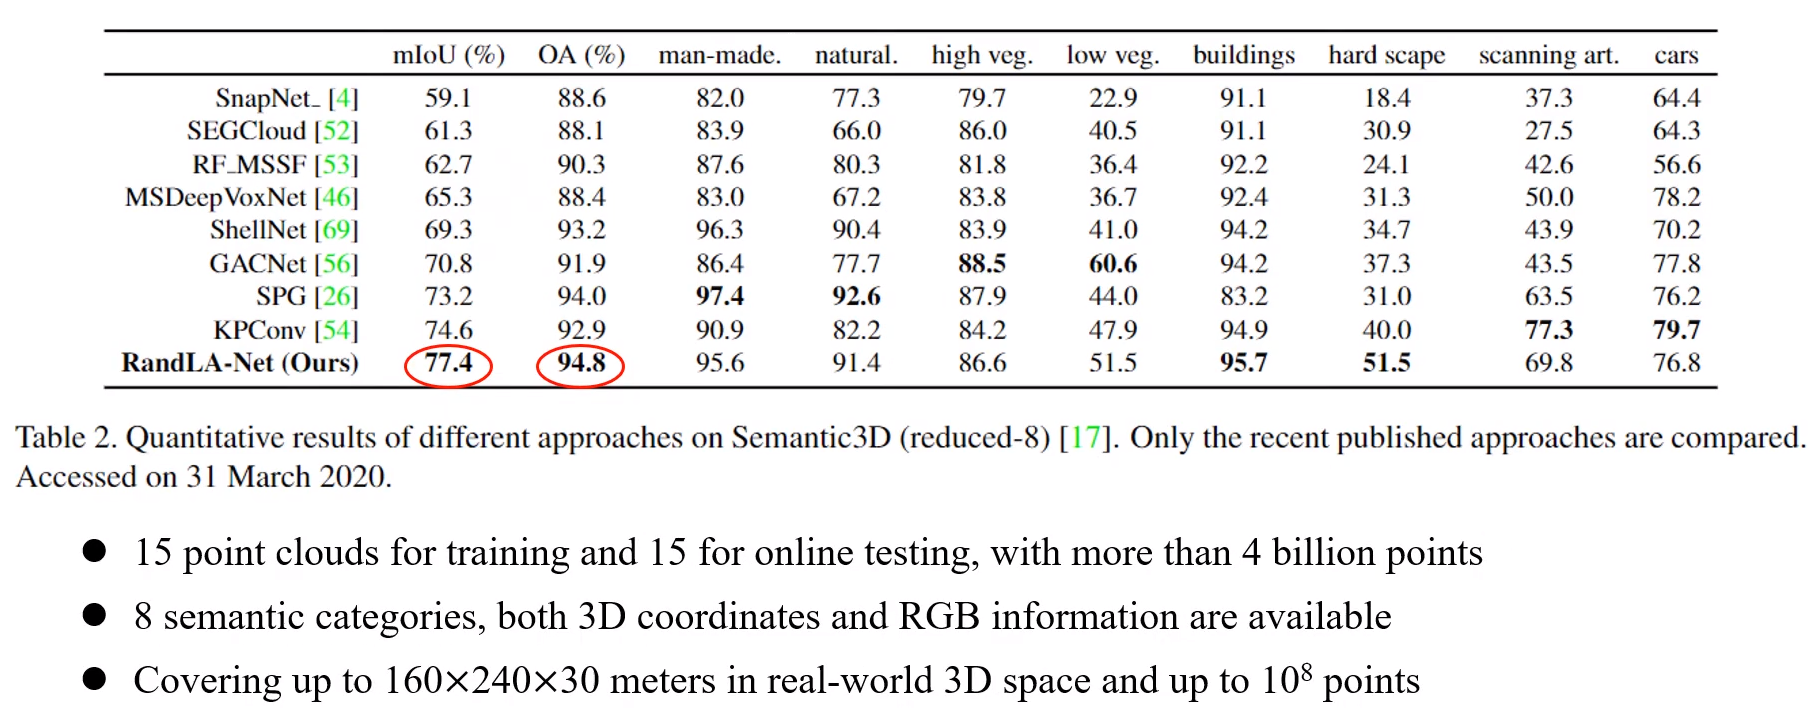 mIoU (%) OA (%) man-made. natural. high veg. low veg. buildings hard scape scanning art. cars
SnapNet_ [4] 59.1 88.6 82.0 77.3 79.7 22.9 91.1 18.4 37.3 64.4
SEGCloud [52] 61.3 88.1 83.9 66.0 86.0 40.5 91.1 30.9 27.5 64.3
RF_MSSF [53] 62.7 90.3 87.6 80.3 81.8 36.4 92.2 24.1 42.6 56.6
MSDeepVoxNet [46] 65.3 88.4 83.0 67.2 83.8 36.7 92.4 31.3 50.0 78.2
ShellNet [69] 69.3 93.2 96.3 90.4 83.9 41.0 94.2 34.7 43.9 70.2
GACNet [56] 70.8 91.9 86.4 77.7 88.5 60.6 94.2 37.3 43.5 77.8
SPG [26] 73.2 94.0 97.4 92.6 87.9 44.0 83.2 31.0 63.5 76.2
KPConv [54] 74.6 92.9 90.9 82.2 84.2 47.9 94.9 40.0 77.3 79.7
RandLA-Net (Ours) 77.4 94.8 95.6 91.4 86.6 51.5 95.7 51.5 69.8 76.8
Table 2. Quantitative results of different approaches on Semantic3D (reduced-8) [17]. Only the recent published approaches are compared.
Accessed on 31 March 2020.
● 15 point clouds for training and 15 for online testing, with more than 4 billion points
● 8 semantic categories, both 3D coordinates and RGB information are available
● Covering up to 160×240×30 meters in real-world 3D space and up to 10⁸ points